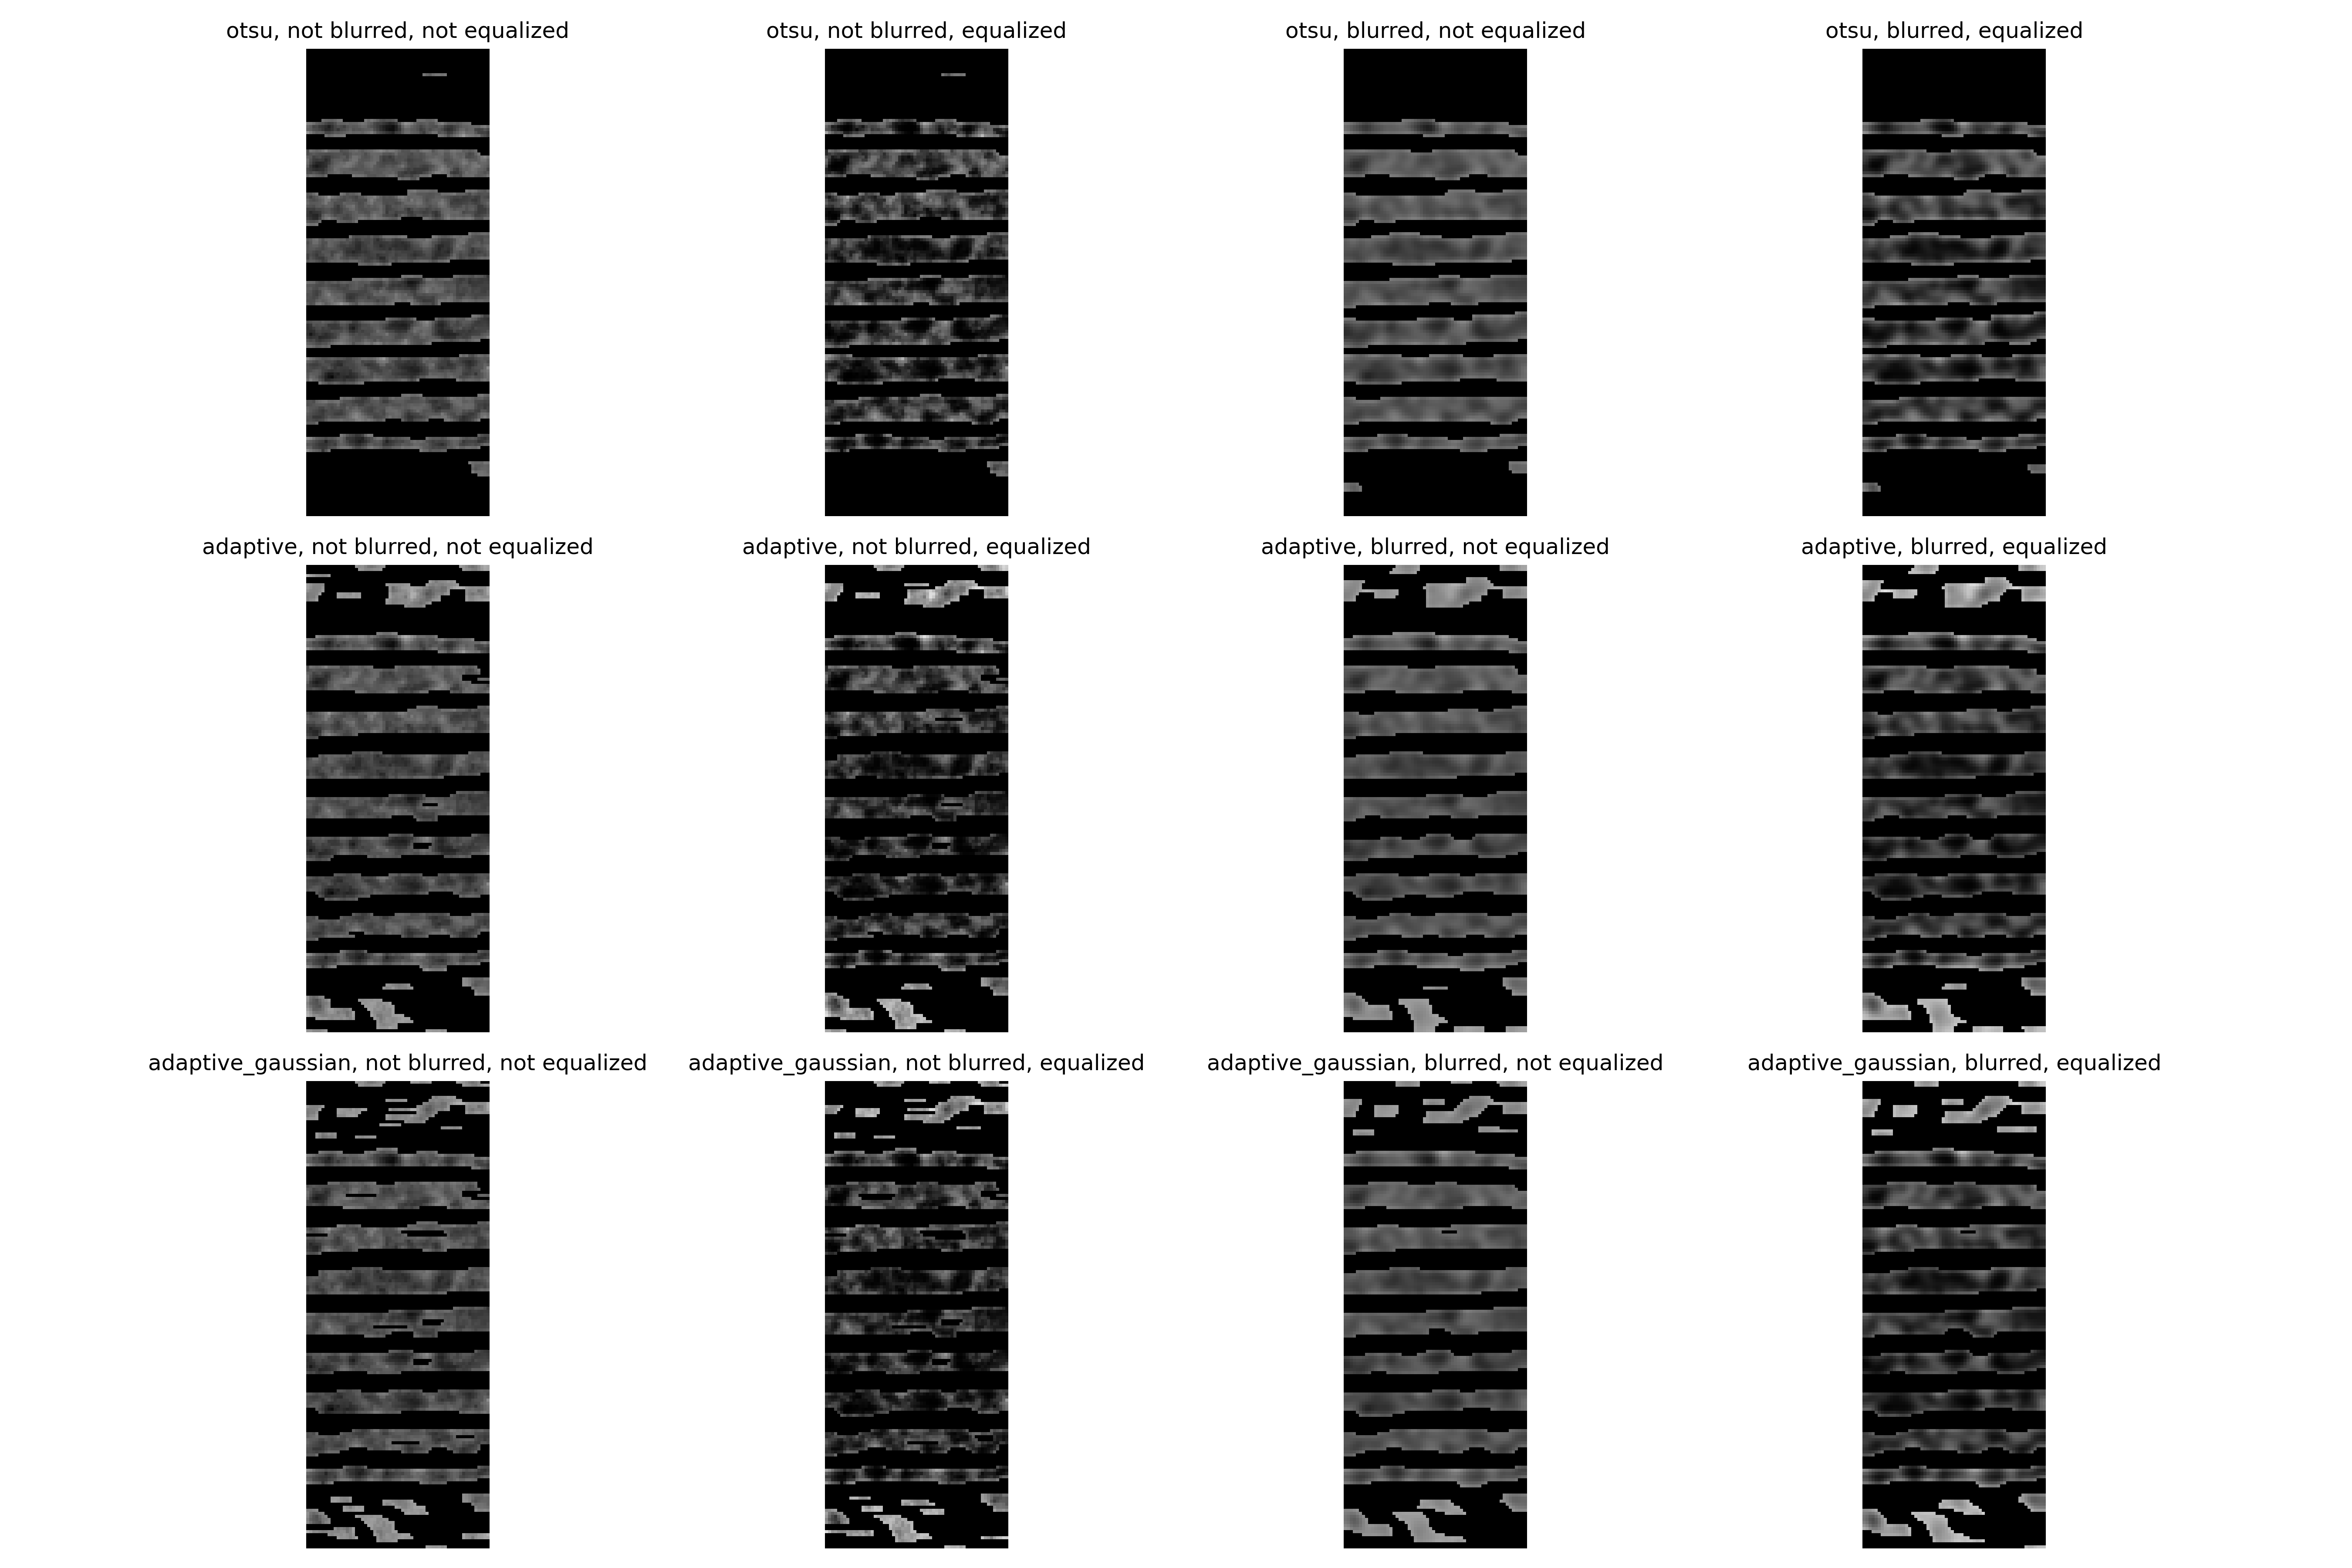 otsu, not blurred, not equalized
otsu, not blurred, equalized
otsu, blurred, not equalized
otsu, blurred, equalized
adaptive, not blurred, not equalized
adaptive, not blurred, equalized
adaptive, blurred, not equalized
adaptive, blurred, equalized
adaptive_gaussian, not blurred, not equalized
adaptive_gaussian, not blurred, equalized
adaptive_gaussian, blurred, not equalized
adaptive_gaussian, blurred, equalized